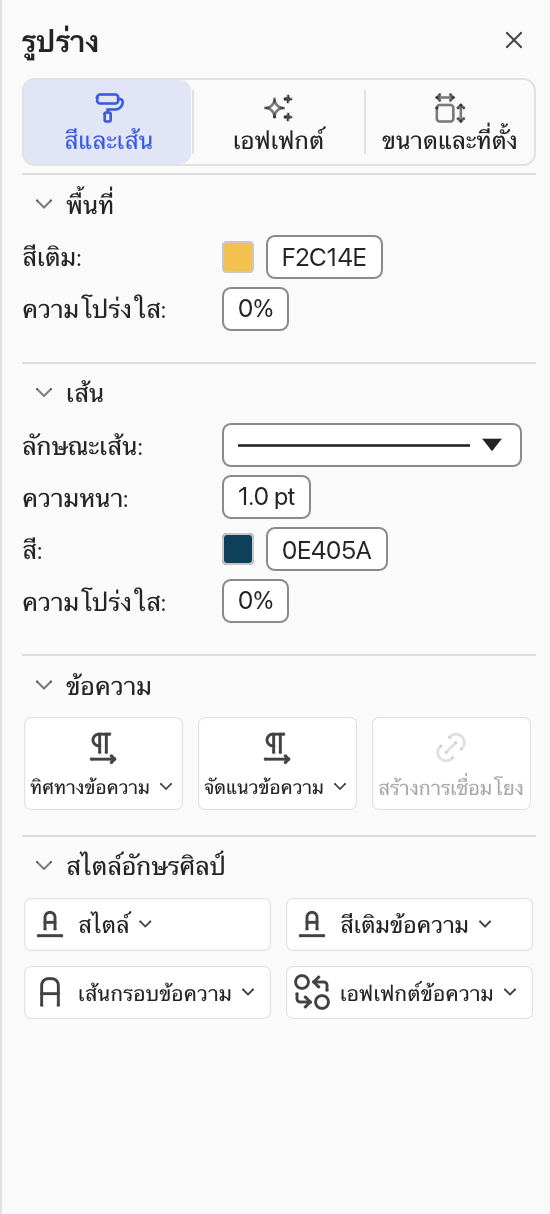 รูปร่าง
สีและเส้น
เอฟเฟกต์
ขนาดและที่ตั้ง
พื้นที่
สีเติม: F2C14E
ความโปร่งใส: 0%
เส้น
ลักษณะเส้น:
ความหนา: 1.0 pt
สี: 0E405A
ความโปร่งใส: 0%
ข้อความ
ทิศทางข้อความ
จัดแนวข้อความ
สร้างการเชื่อมโยง
สไตล์อักษรศิลป์
สไตล์
สีเติมข้อความ
เส้นกรอบข้อความ
เอฟเฟกต์ข้อความ